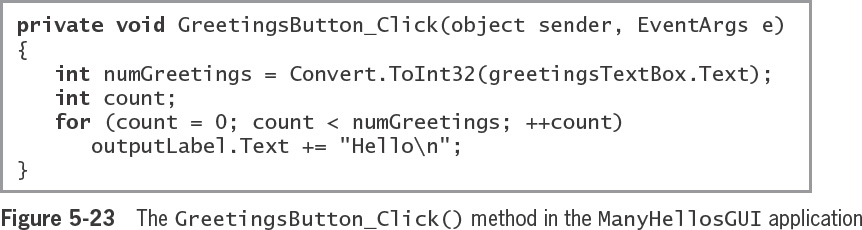 private void GreetingsButton_Click(object sender, EventArgs e)
{
   int numGreetings = Convert.ToInt32(greetingsTextBox.Text);
   int count;
   for (count = 0; count < numGreetings; ++count)
      outputLabel.Text += "Hello\n";
}
Figure 5-23 The GreetingsButton_Click() method in the ManyHellosGUI application